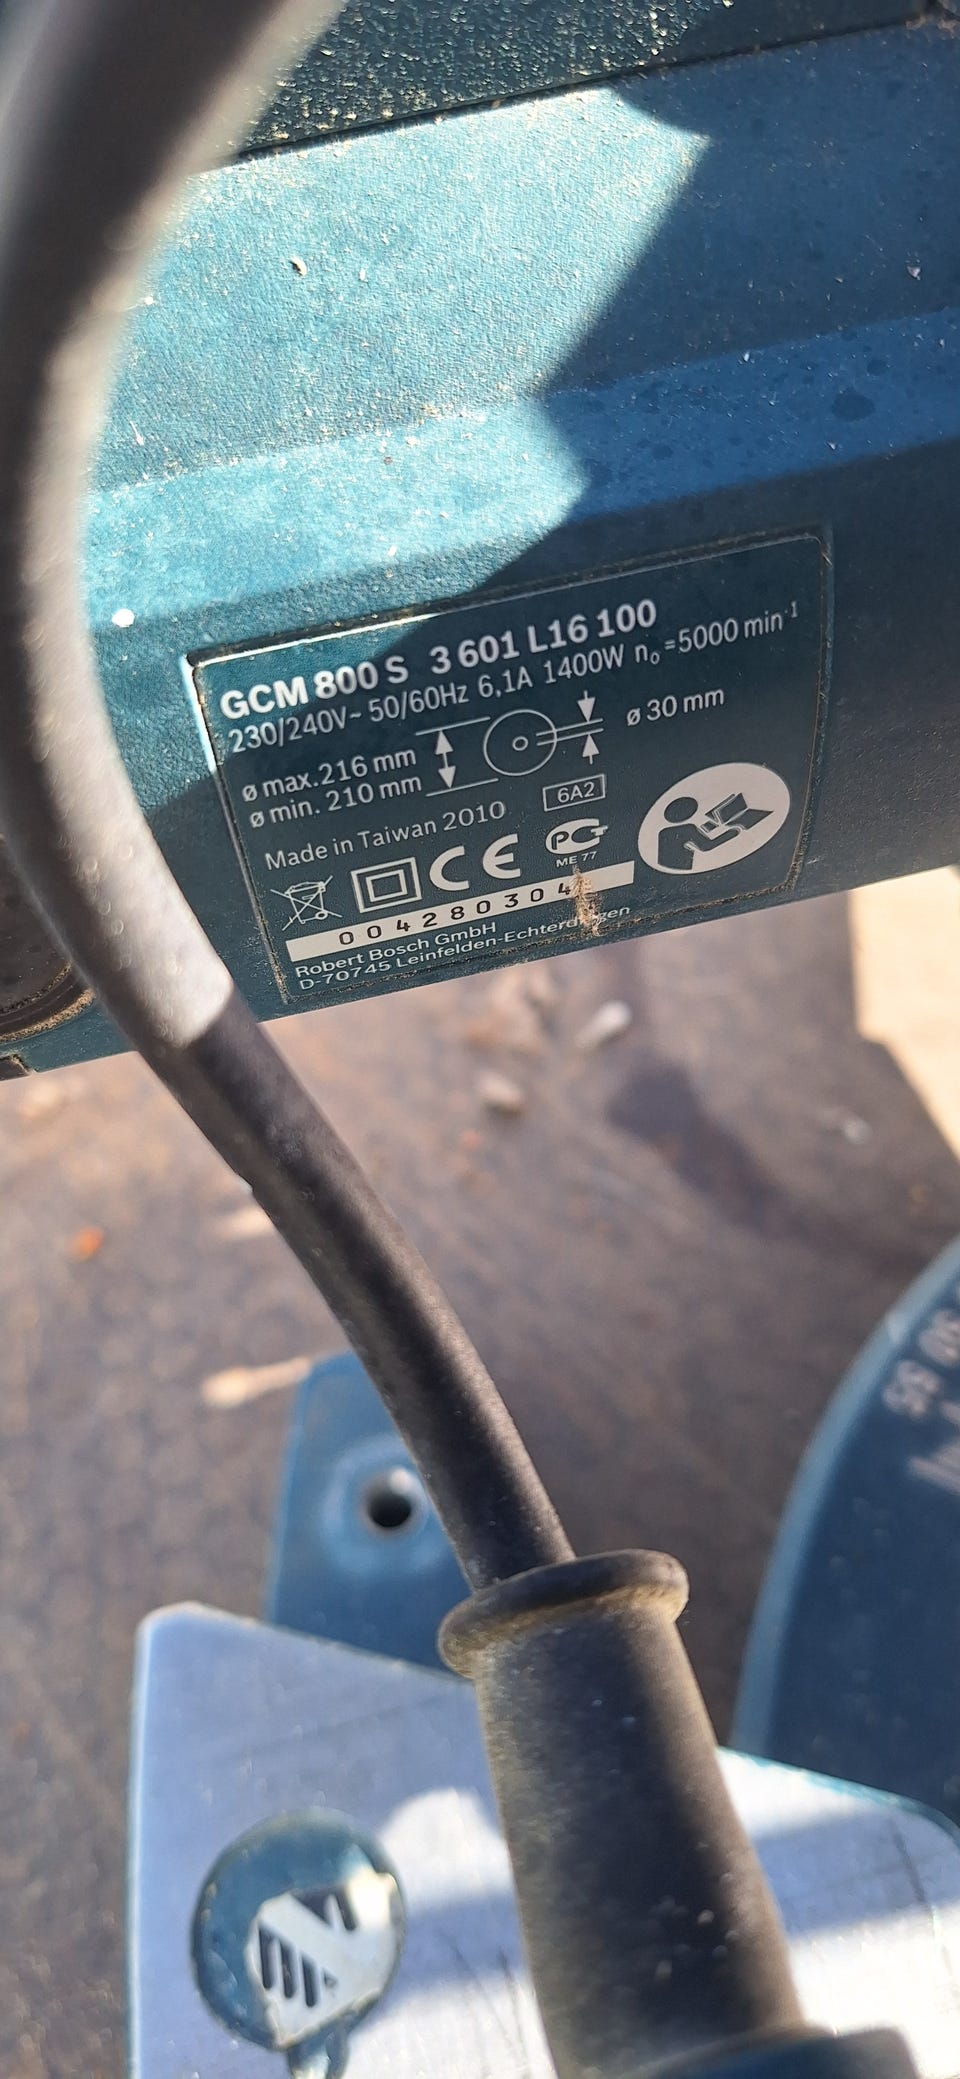 GCM 800 S 3 601 L16 100
230/240V~ 50/60Hz 6,1A 1400W n₀=5000 min⁻¹
ø max.216 mm
ø min. 210 mm
ø 30 mm
Made in Taiwan 2010
6A2
CE
PC
ME 77
004280304
Robert Bosch GmbH
D-70745 Leinfelden-Echterdingen